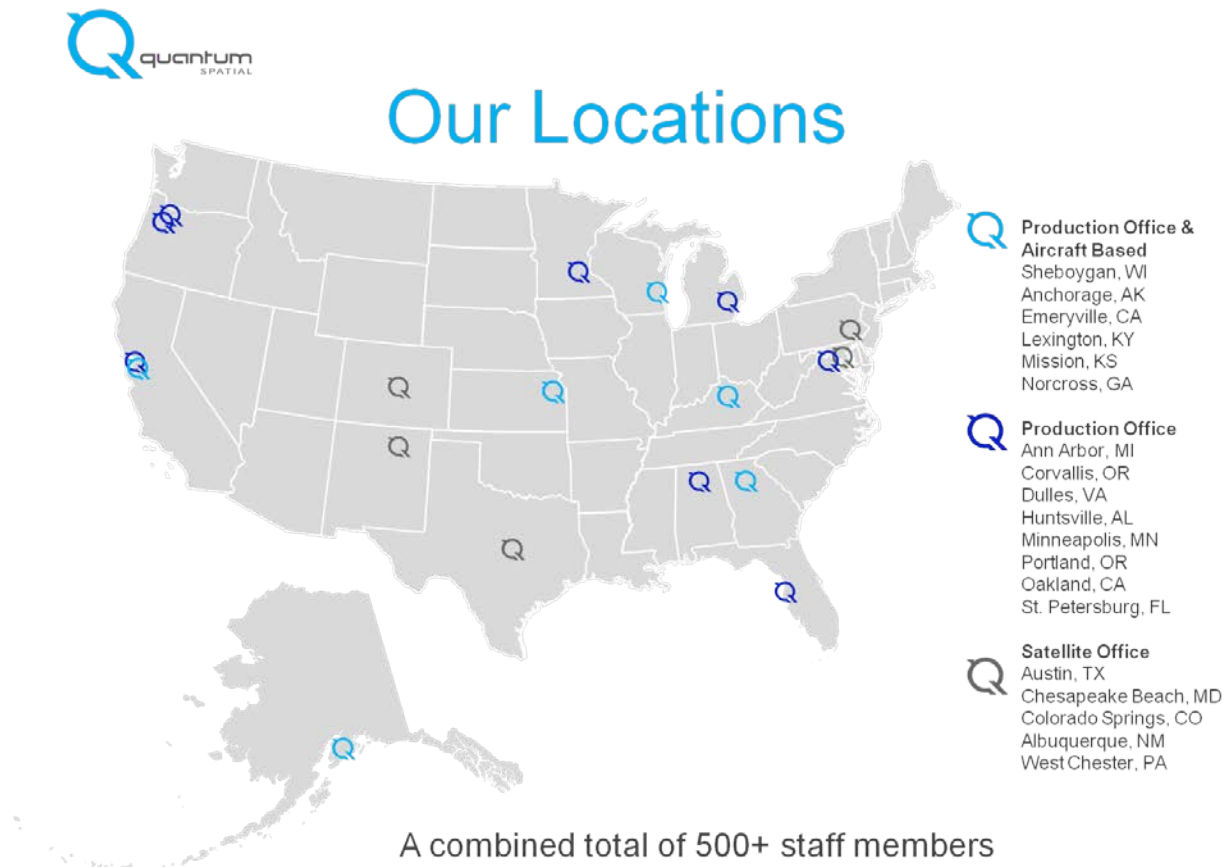 quantum
SPATIAL
Our Locations
Production Office &
Aircraft Based
Sheboygan, WI
Anchorage, AK
Emeryville, CA
Lexington, KY
Mission, KS
Norcross, GA
Production Office
Ann Arbor, MI
Corvallis, OR
Dulles, VA
Huntsville, AL
Minneapolis, MN
Portland, OR
Oakland, CA
St. Petersburg, FL
Satellite Office
Austin, TX
Chesapeake Beach, MD
Colorado Springs, CO
Albuquerque, NM
West Chester, PA
A combined total of 500+ staff members